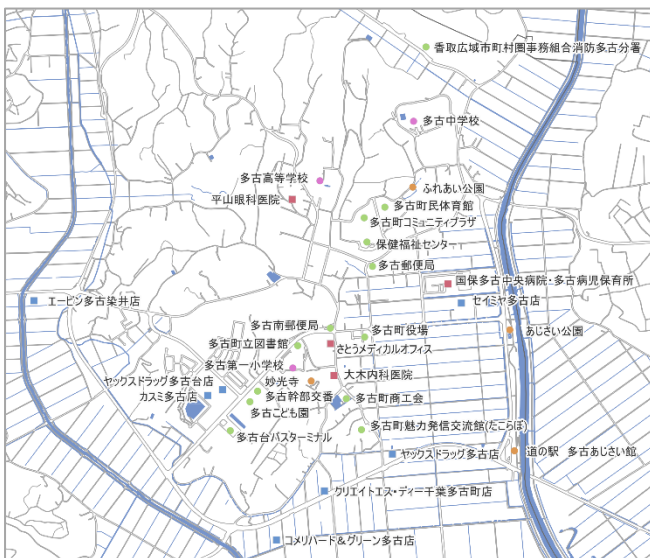 香取広域市町村圏事務組合消防多古分署
多古中学校
多古高等学校
ふれあい公園
平山眼科医院
多古町民体育館
多古町コミュニティプラザ
保健福祉センター
多古郵便局
国保多古中央病院・多古病児保育所
エービン多古染井店
セイミヤ多古店
多古南郵便局
あじさい公園
多古町役場
多古町立図書館
さとうメディカルオフィス
多古第一小学校
大木内科医院
ヤックスドラッグ多古台店
妙光寺
カスミ多古店
多古幹部交番
多古町商工会
多古こども園
多古町魅力発信交流館(たこらぼ)
多古台バスターミナル
ヤックスドラッグ多古店
道の駅 多古あじさい館
クリエイトエス・ディー千葉多古町店
コメリハード&グリーン多古店